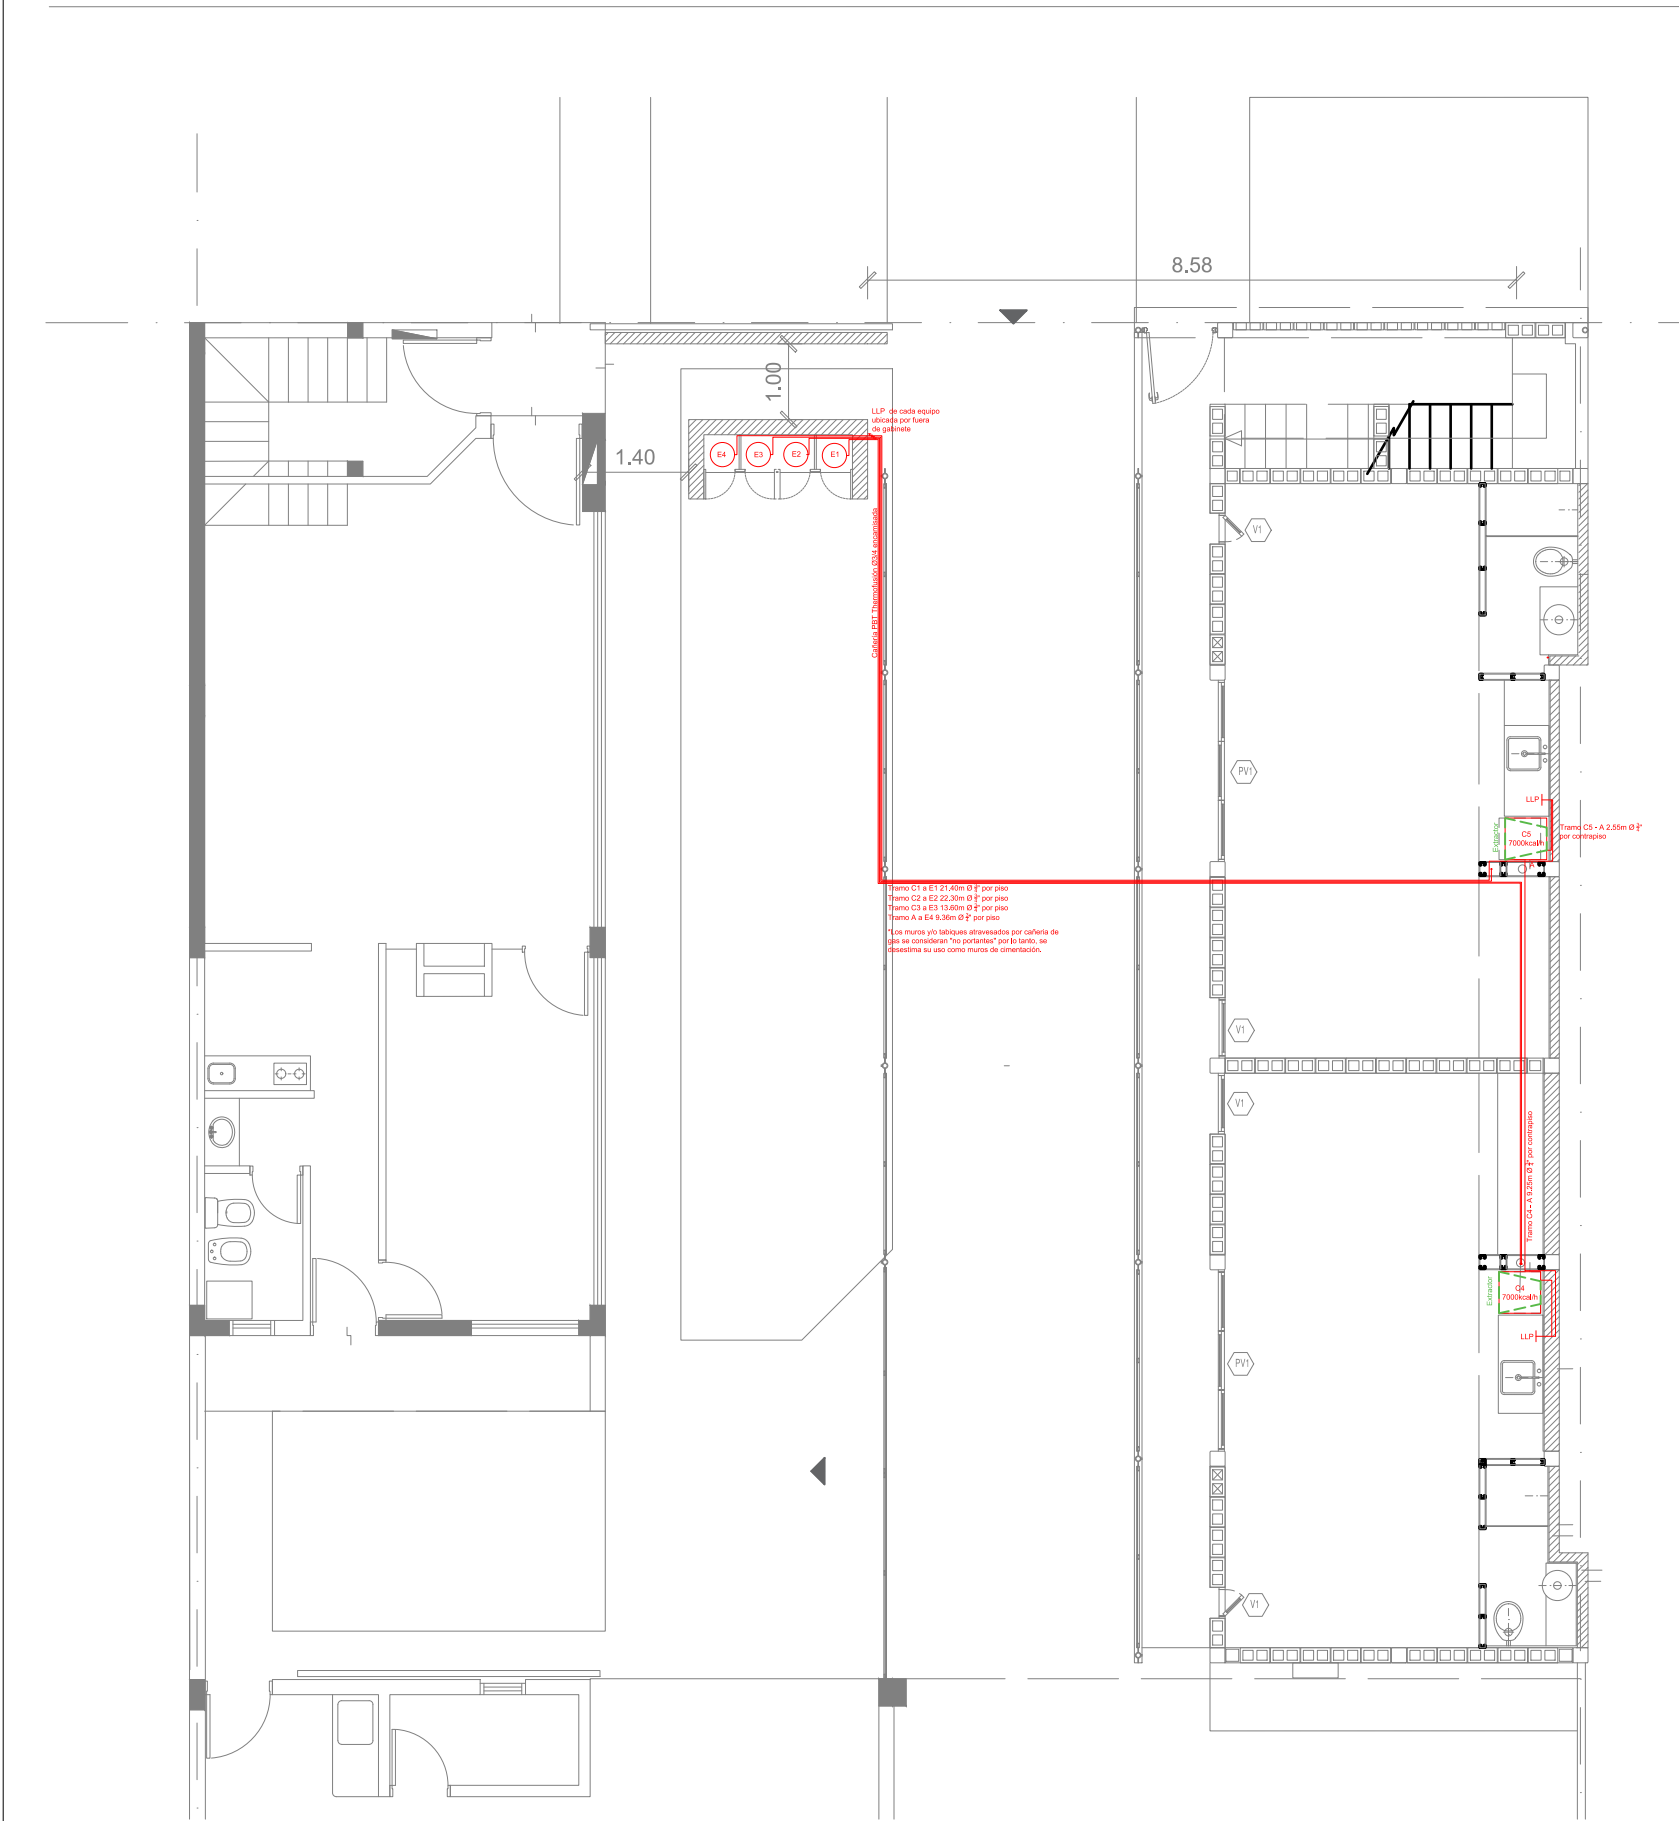 8.58
1.00
LLP de cada equipo
ubicada por fuera
de gabinete
1.40
E4 E3 E2 E1
Cañería PBT Thermofusión Ø3/4 encamisada
V1
PV1
LLP
Extractor
C5
7000kcal/h
Tramo C5 - A 2.55m Ø ¾"
por contrapiso
A
Tramo C1 a E1 21.40m Ø ¾" por piso
Tramo C2 a E2 22.30m Ø ¾" por piso
Tramo C3 a E3 13.60m Ø ¾" por piso
Tramo A a E4 9.36m Ø ¾" por piso
*Los muros y/o tabiques atravesados por cañería de
gas se consideran "no portantes" por lo tanto, se
desestima su uso como muros de cimentación.
V1
V1
Tramo C4 - A 9.25m Ø ¾" por contrapiso
Extractor
C4
7000kcal/h
LLP
PV1
V1